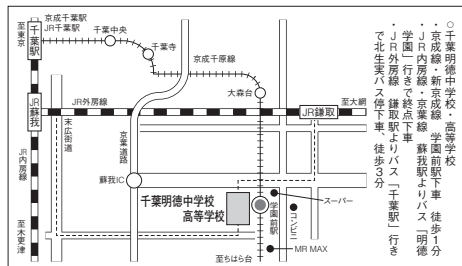 ○千葉明徳中学校・高等学校
・京成線・新京成線 学園前駅下車 徒歩1分
・JR内房線・京葉線 蘇我駅よりバス「明徳
学園」行きで終点下車
・JR外房線 鎌取駅よりバス「千葉駅」行き
で北生実バス停下車、徒歩3分
京成千葉駅
JR千葉駅
至東京
千葉駅
千葉中央
千葉寺
京成千原線
大森台
JR外房線
JR鎌取
至大網
JR蘇我
末広街道
京葉道路
蘇我IC
JR内房線
千葉明徳中学校
高等学校
学園前駅
スーパー
コンビニ
MR MAX
至木更津
至ちはら台